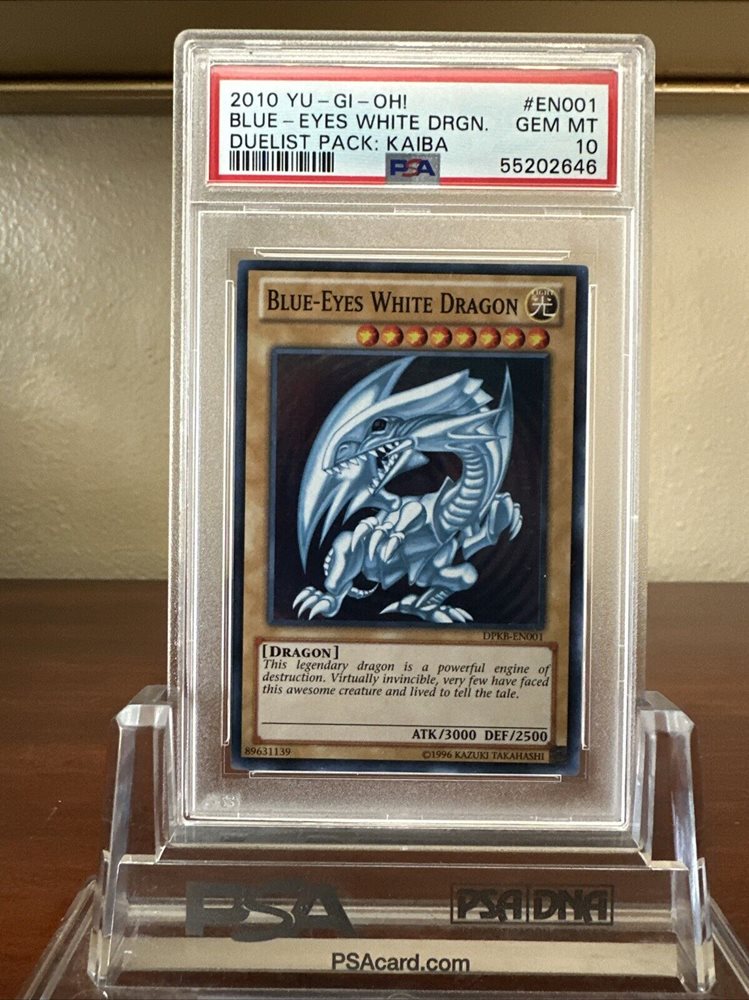 2010 YU-GI-OH! #EN001
BLUE-EYES WHITE DRGN. GEM MT
DUELIST PACK: KAIBA 10
PSA 55202646
BLUE-EYES WHITE DRAGON
LIGHT
光
DPKB-EN001
[DRAGON]
This legendary dragon is a powerful engine of
destruction. Virtually invincible, very few have faced
this awesome creature and lived to tell the tale.
ATK/3000 DEF/2500
89631139 ©1996 KAZUKI TAKAHASHI
PSA PSA DNA
PSAcard.com